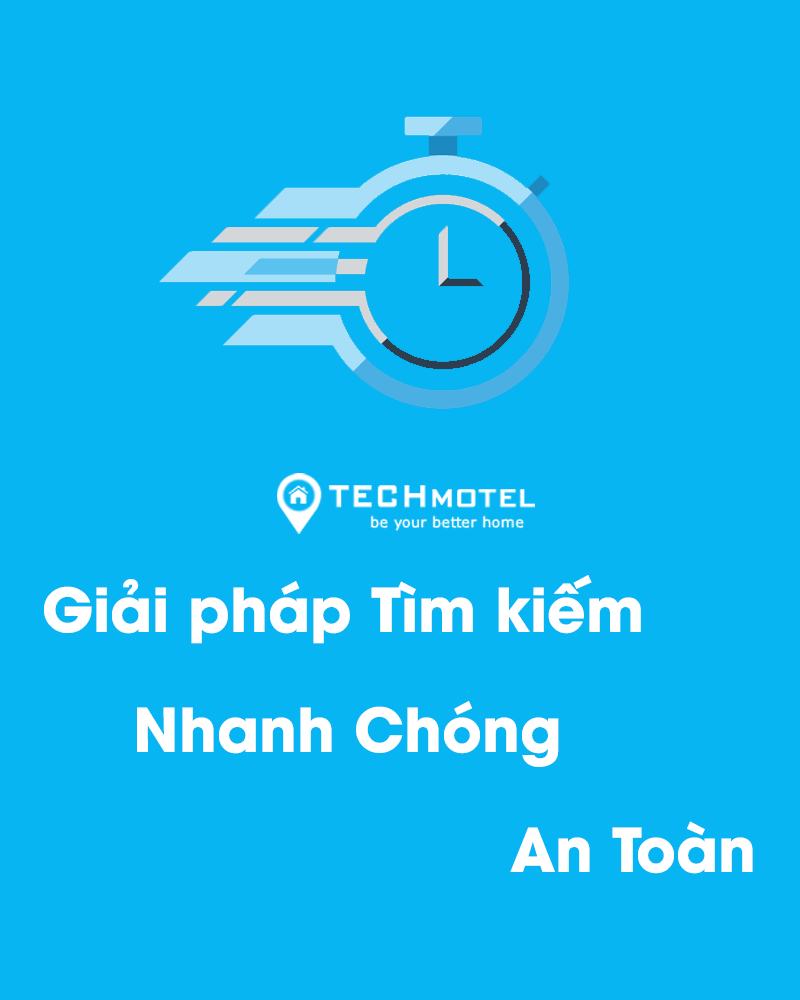 TECHMOTEL
be your better home
Giải pháp Tìm kiếm
Nhanh Chóng
An Toàn